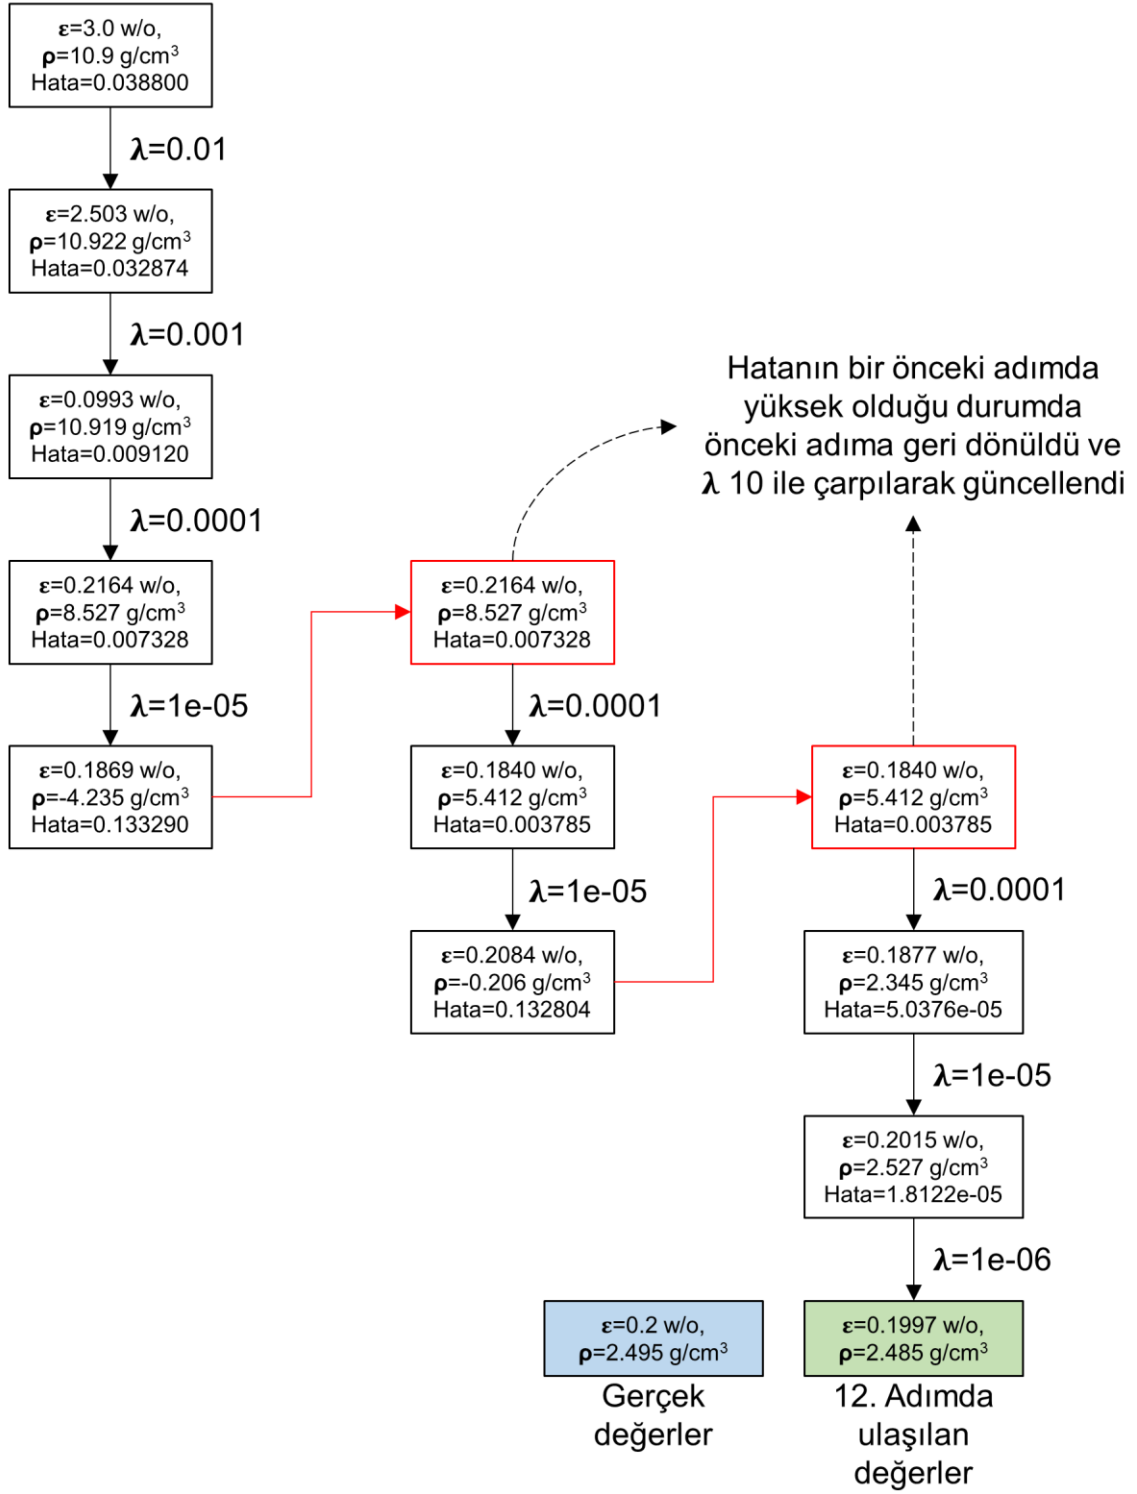 ε=3.0 w/o,
ρ=10.9 g/cm³
Hata=0.038800
λ=0.01
ε=2.503 w/o,
ρ=10.922 g/cm³
Hata=0.032874
λ=0.001
ε=0.0993 w/o,
ρ=10.919 g/cm³
Hata=0.009120
λ=0.0001
ε=0.2164 w/o,
ρ=8.527 g/cm³
Hata=0.007328
λ=1e-05
ε=0.1869 w/o,
ρ=-4.235 g/cm³
Hata=0.133290
ε=0.2164 w/o,
ρ=8.527 g/cm³
Hata=0.007328
λ=0.0001
ε=0.1840 w/o,
ρ=5.412 g/cm³
Hata=0.003785
λ=1e-05
ε=0.2084 w/o,
ρ=-0.206 g/cm³
Hata=0.132804
Hatanın bir önceki adımda
yüksek olduğu durumda
önceki adıma geri dönüldü ve
λ 10 ile çarpılarak güncellendi
ε=0.1840 w/o,
ρ=5.412 g/cm³
Hata=0.003785
λ=0.0001
ε=0.1877 w/o,
ρ=2.345 g/cm³
Hata=5.0376e-05
λ=1e-05
ε=0.2015 w/o,
ρ=2.527 g/cm³
Hata=1.8122e-05
λ=1e-06
ε=0.2 w/o,
ρ=2.495 g/cm³
Gerçek
değerler
ε=0.1997 w/o,
ρ=2.485 g/cm³
12. Adımda
ulaşılan
değerler